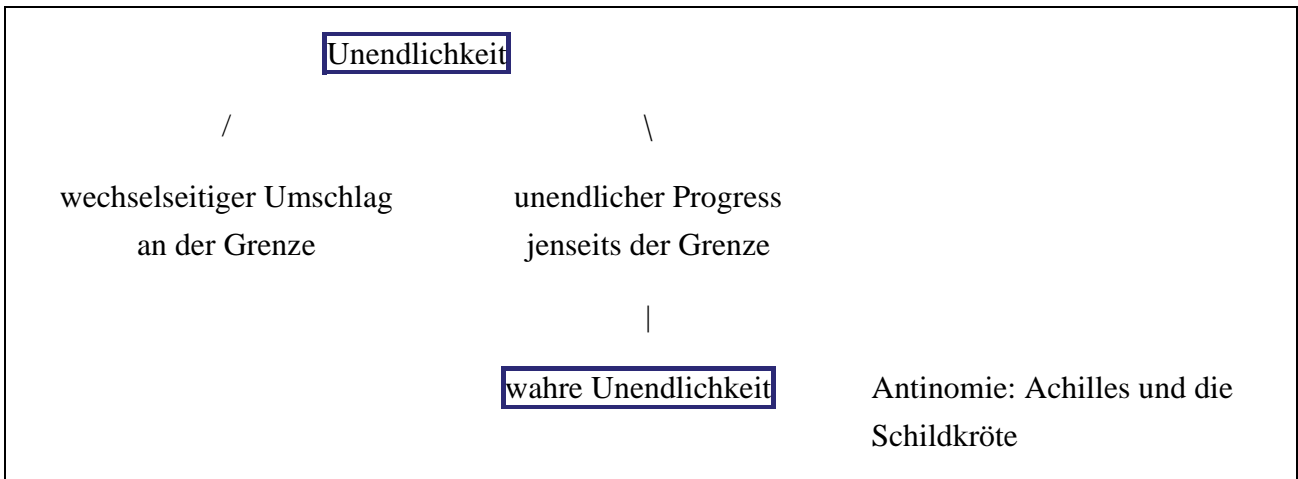 Unendlichkeit
/ \
wechselseitiger Umschlag unendlicher Progress
an der Grenze jenseits der Grenze
|
wahre Unendlichkeit Antinomie: Achilles und die
Schildkröte